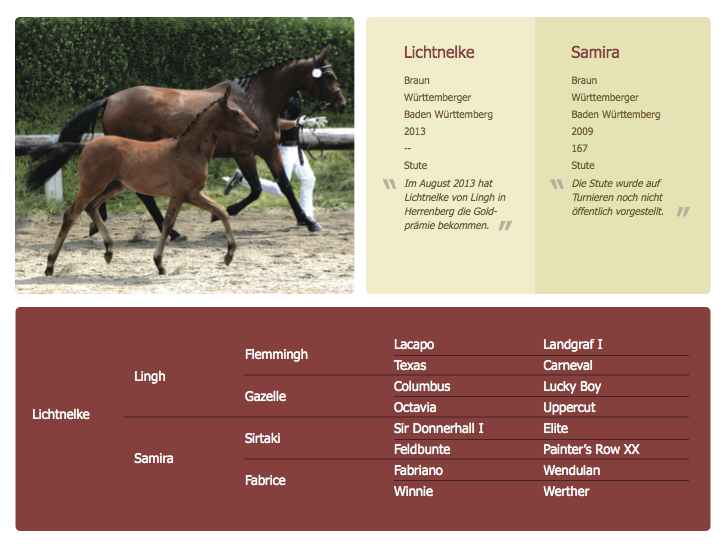 Lichtnelke
Braun
Württemberger
Baden Württemberg
2013
--
Stute
"Im August 2013 hat
Lichtnelke von Lingh in
Herrenberg die Gold-
prämie bekommen."
Samira
Braun
Württemberger
Baden Württemberg
2009
167
Stute
"Die Stute wurde auf
Turnieren noch nicht
öffentlich vorgestellt."
Lichtnelke
Lingh
Samira
Flemmingh
Gazelle
Sirtaki
Fabrice
Lacapo Landgraf I
Texas Carneval
Columbus Lucky Boy
Octavia Uppercut
Sir Donnerhall I Elite
Feldbunte Painter’s Row XX
Fabriano Wendulan
Winnie Werther